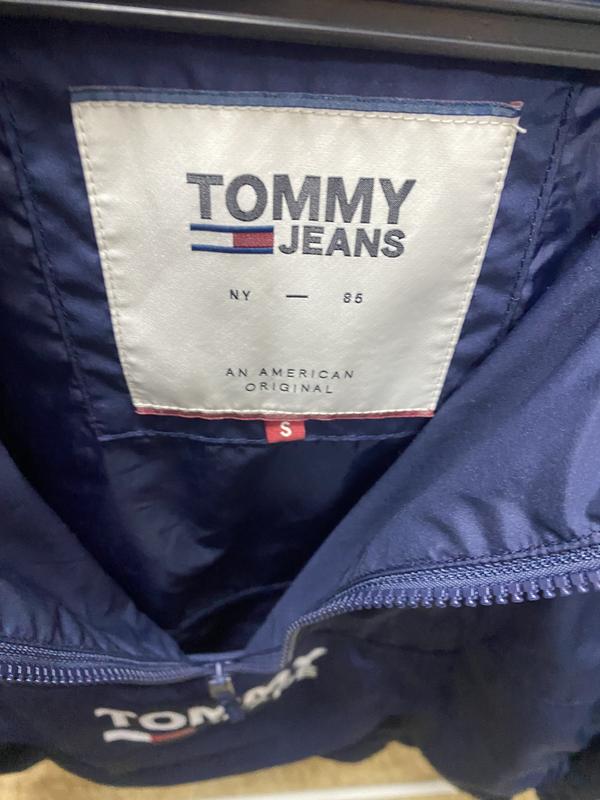 TOMMY
JEANS
NY — 85
AN AMERICAN
ORIGINAL
S